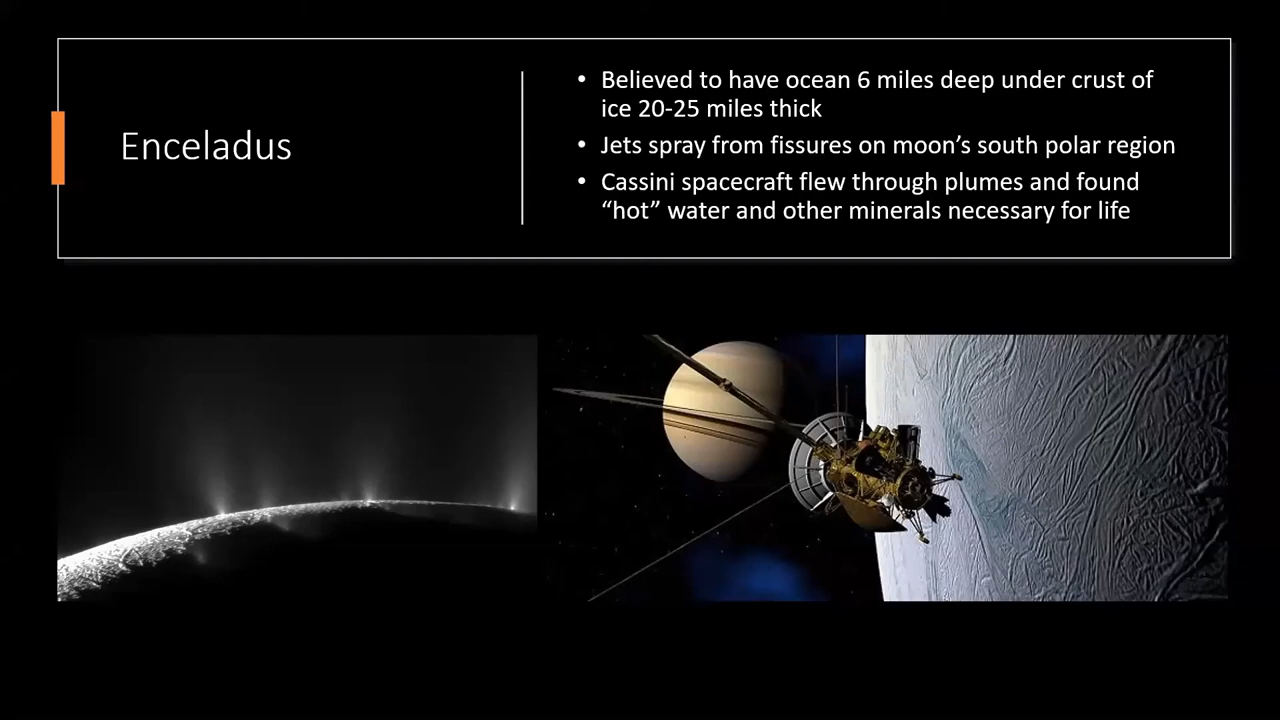 Enceladus
• Believed to have ocean 6 miles deep under crust of
ice 20-25 miles thick
• Jets spray from fissures on moon’s south polar region
• Cassini spacecraft flew through plumes and found
“hot” water and other minerals necessary for life